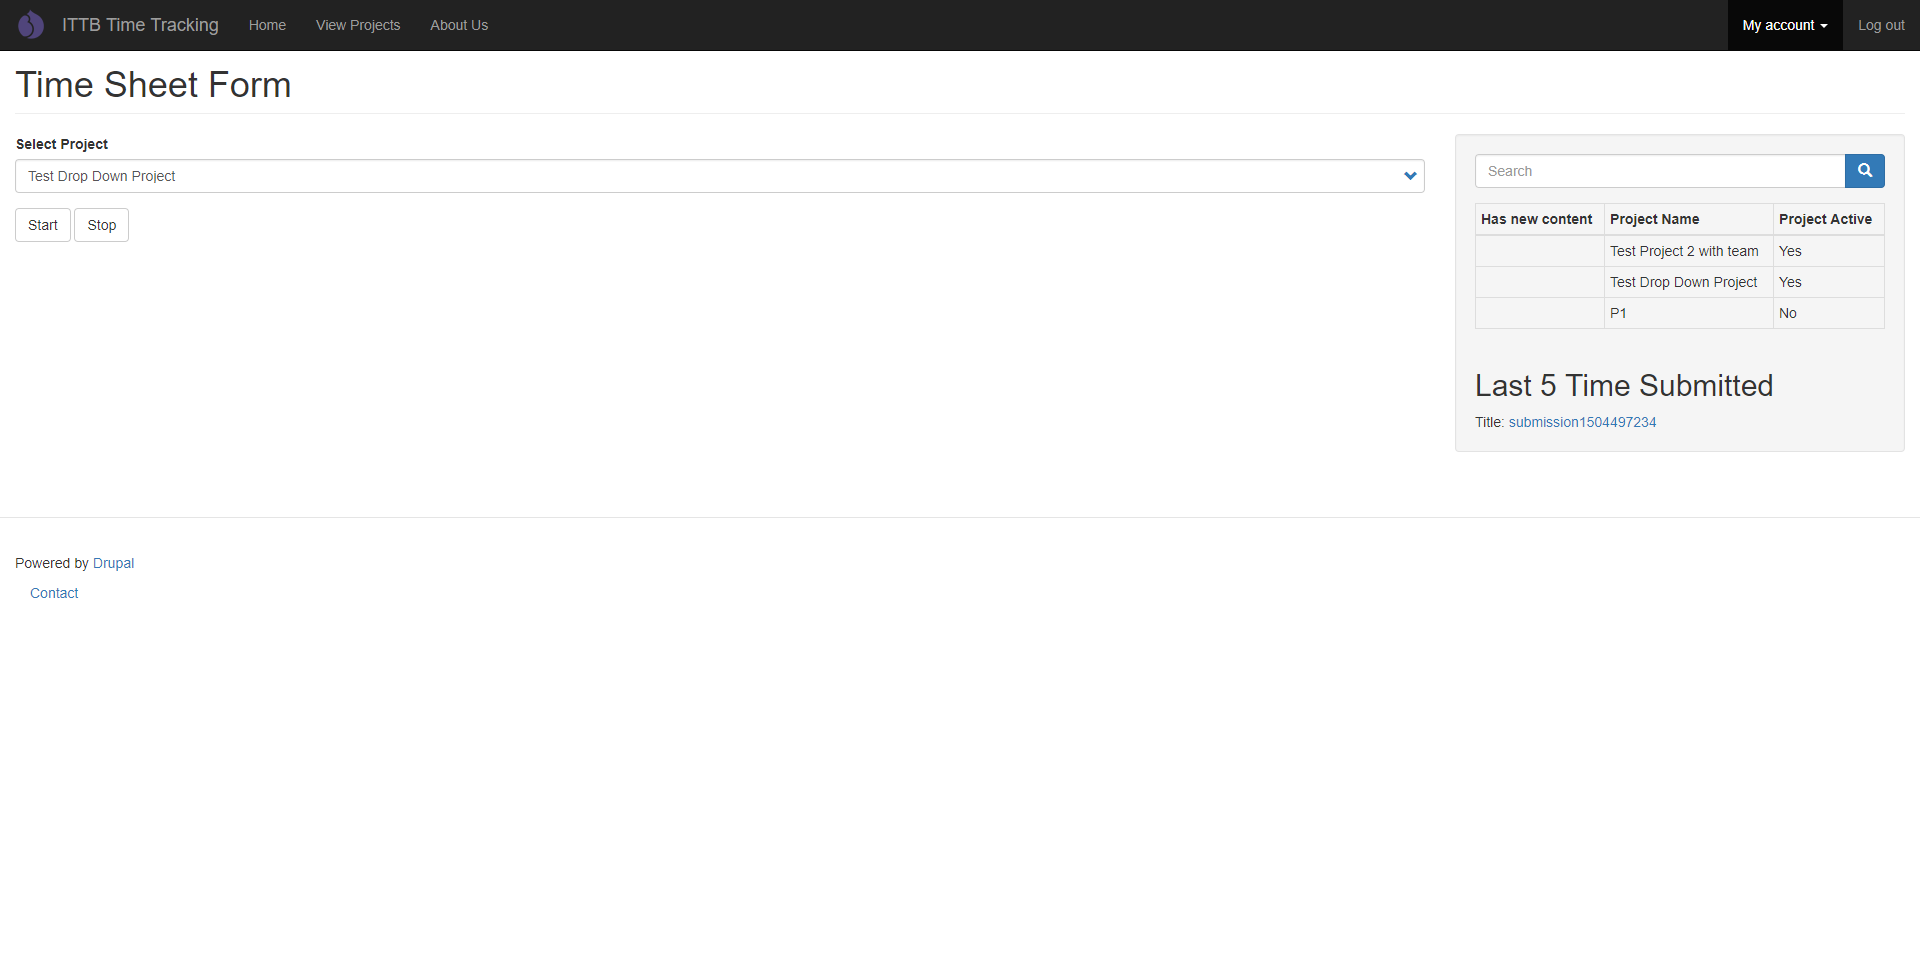 ITTB Time Tracking Home View Projects About Us My account Log out
Time Sheet Form
Select Project
Test Drop Down Project
Start Stop
Search
Has new content Project Name Project Active
Test Project 2 with team Yes
Test Drop Down Project Yes
P1 No
Last 5 Time Submitted
Title: submission1504497234
Powered by Drupal
Contact